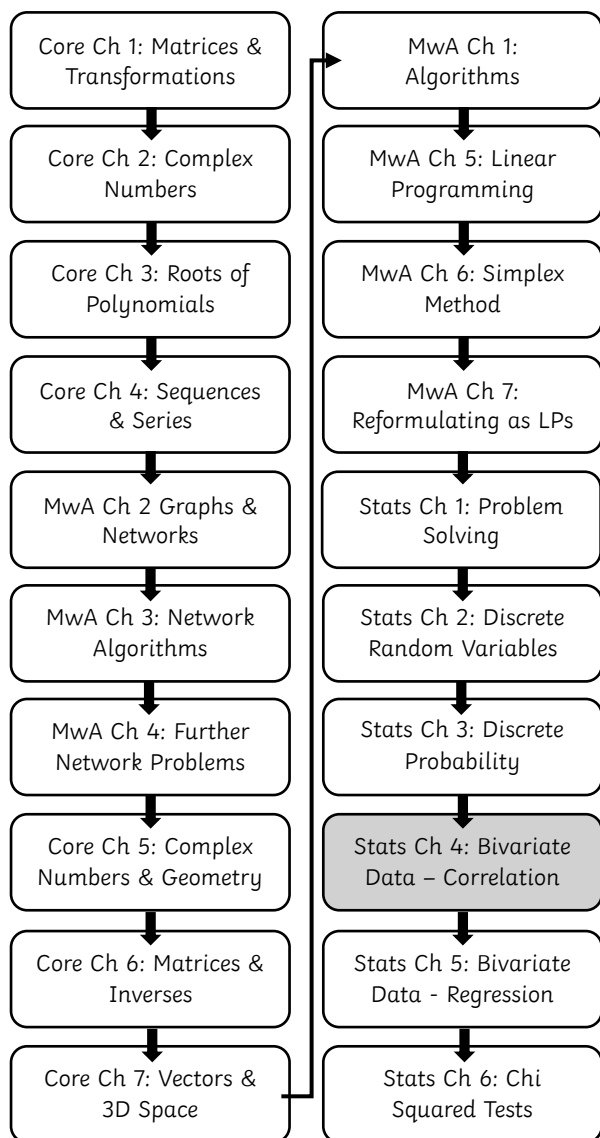 Core Ch 1: Matrices &
Transformations
Core Ch 2: Complex
Numbers
Core Ch 3: Roots of
Polynomials
Core Ch 4: Sequences
& Series
MwA Ch 2 Graphs &
Networks
MwA Ch 3: Network
Algorithms
MwA Ch 4: Further
Network Problems
Core Ch 5: Complex
Numbers & Geometry
Core Ch 6: Matrices &
Inverses
Core Ch 7: Vectors &
3D Space
MwA Ch 1:
Algorithms
MwA Ch 5: Linear
Programming
MwA Ch 6: Simplex
Method
MwA Ch 7:
Reformulating as LPs
Stats Ch 1: Problem
Solving
Stats Ch 2: Discrete
Random Variables
Stats Ch 3: Discrete
Probability
Stats Ch 4: Bivariate
Data – Correlation
Stats Ch 5: Bivariate
Data - Regression
Stats Ch 6: Chi
Squared Tests